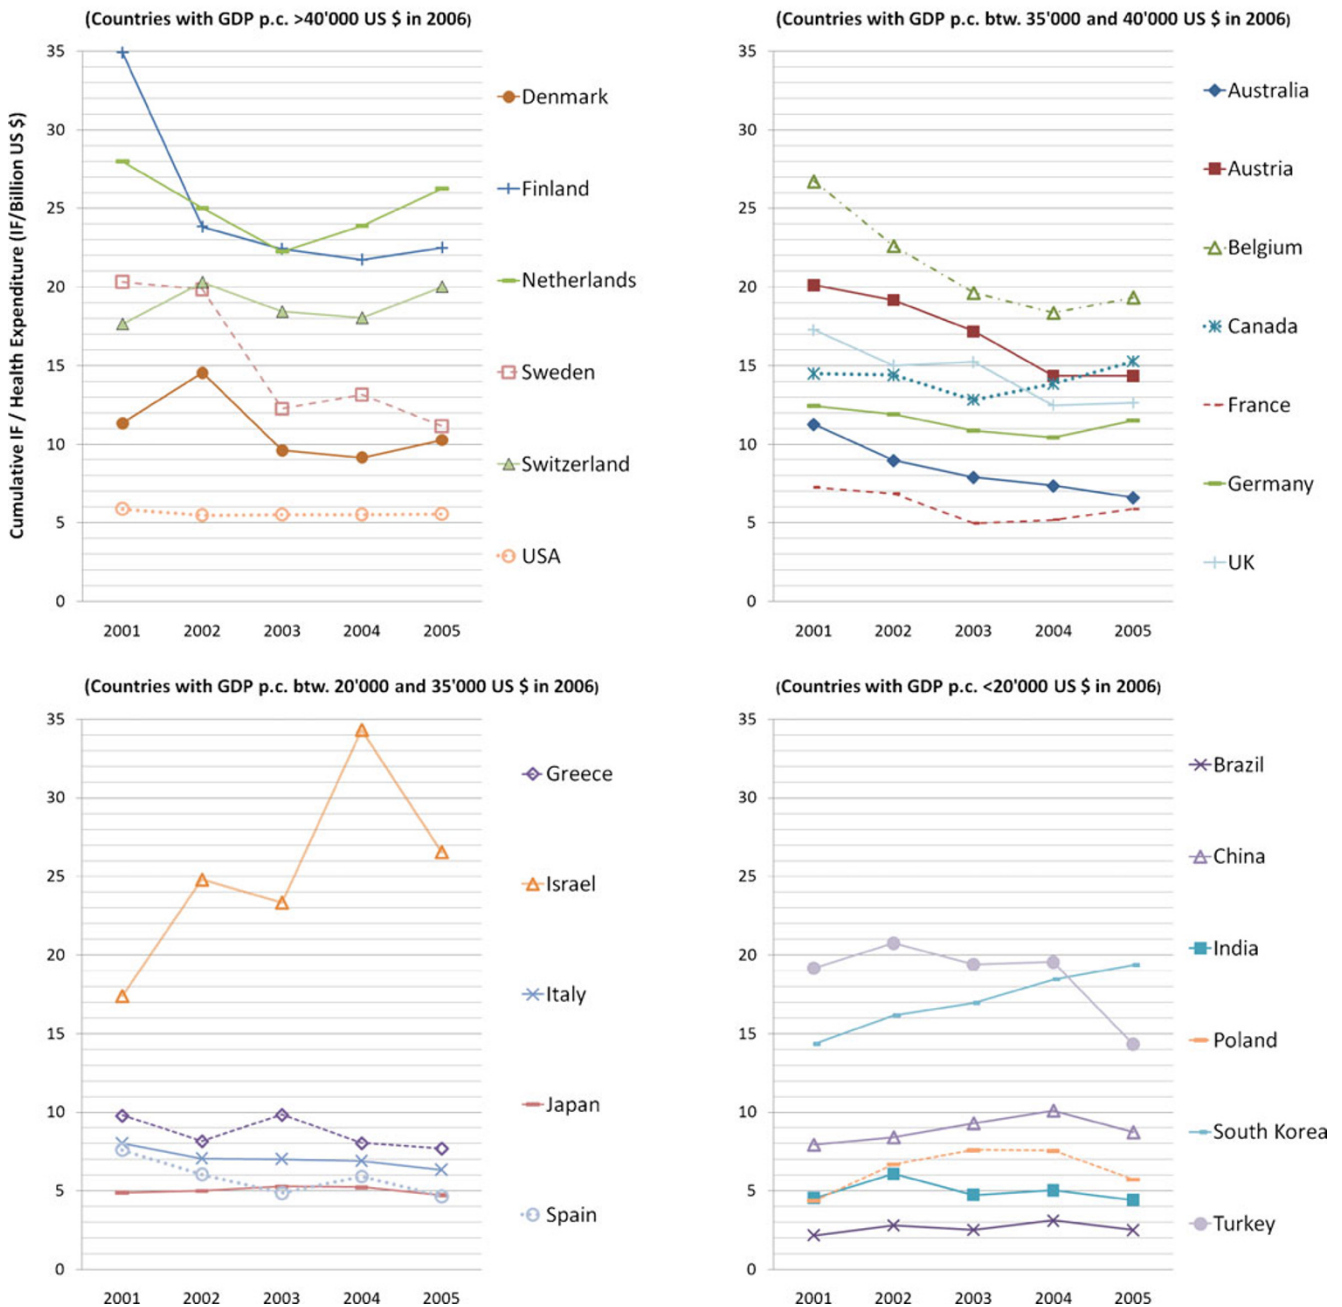 (Countries with GDP p.c. >40'000 US $ in 2006)
Cumulative IF / Health Expenditure (IF/Billion US $)
35
30
25
20
15
10
5
0
2001 2002 2003 2004 2005
Denmark
Finland
Netherlands
Sweden
Switzerland
USA
(Countries with GDP p.c. btw. 35'000 and 40'000 US $ in 2006)
35
30
25
20
15
10
5
0
2001 2002 2003 2004 2005
Australia
Austria
Belgium
Canada
France
Germany
UK
(Countries with GDP p.c. btw. 20'000 and 35'000 US $ in 2006)
35
30
25
20
15
10
5
0
2001 2002 2003 2004 2005
Greece
Israel
Italy
Japan
Spain
(Countries with GDP p.c. <20'000 US $ in 2006)
35
30
25
20
15
10
5
0
2001 2002 2003 2004 2005
Brazil
China
India
Poland
South Korea
Turkey